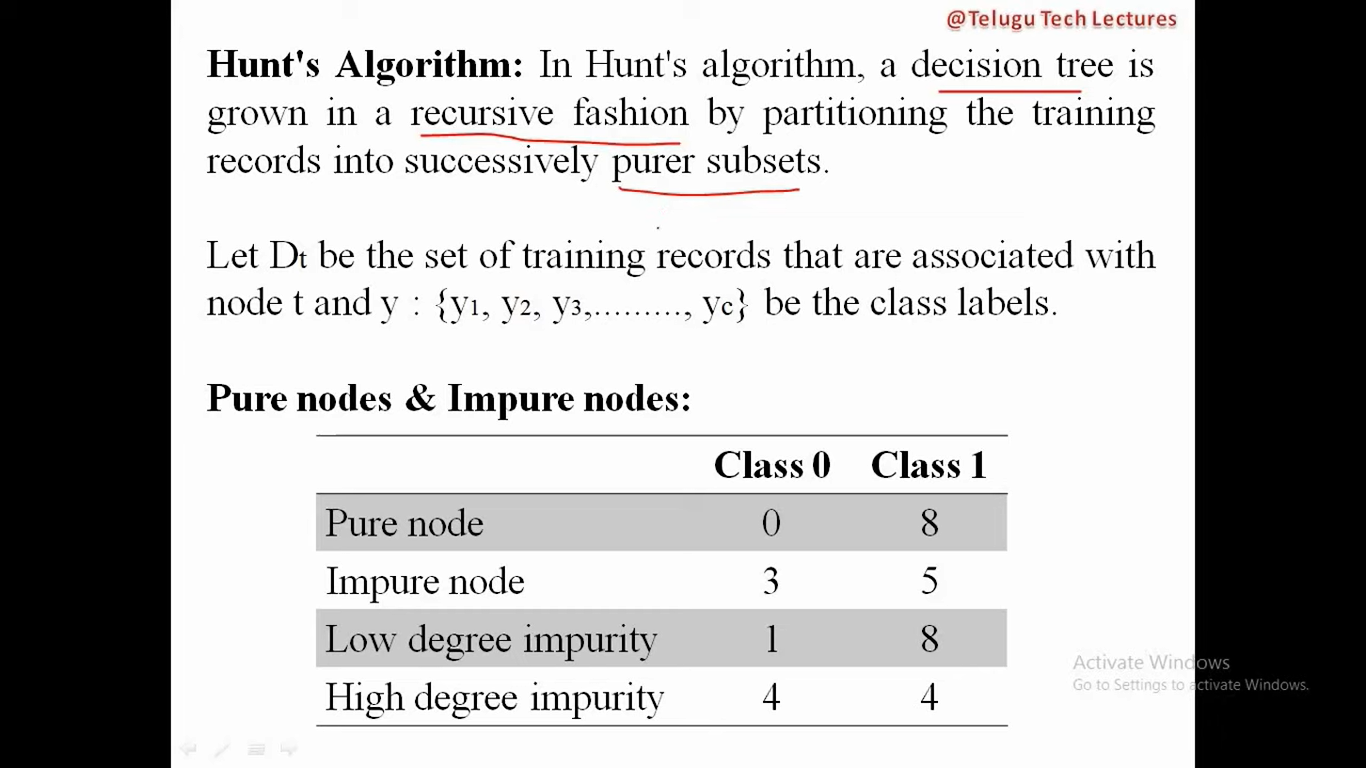 @Telugu Tech Lectures
Hunt's Algorithm: In Hunt's algorithm, a decision tree is
grown in a recursive fashion by partitioning the training
records into successively purer subsets.
Let Dt be the set of training records that are associated with
node t and y : {y1, y2, y3,........., yc} be the class labels.
Pure nodes & Impure nodes:
Class 0 Class 1
Pure node 0 8
Impure node 3 5
Low degree impurity 1 8
High degree impurity 4 4
Activate Windows
Go to Settings to activate Windows.